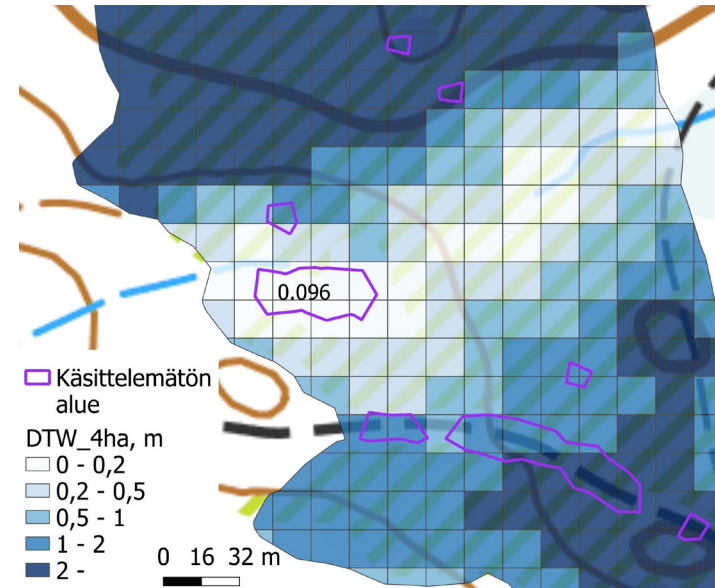 0.096
Käsittelemätön
alue
DTW_4ha, m
0 - 0,2
0,2 - 0,5
0,5 - 1
1 - 2
2 -
0 16 32 m